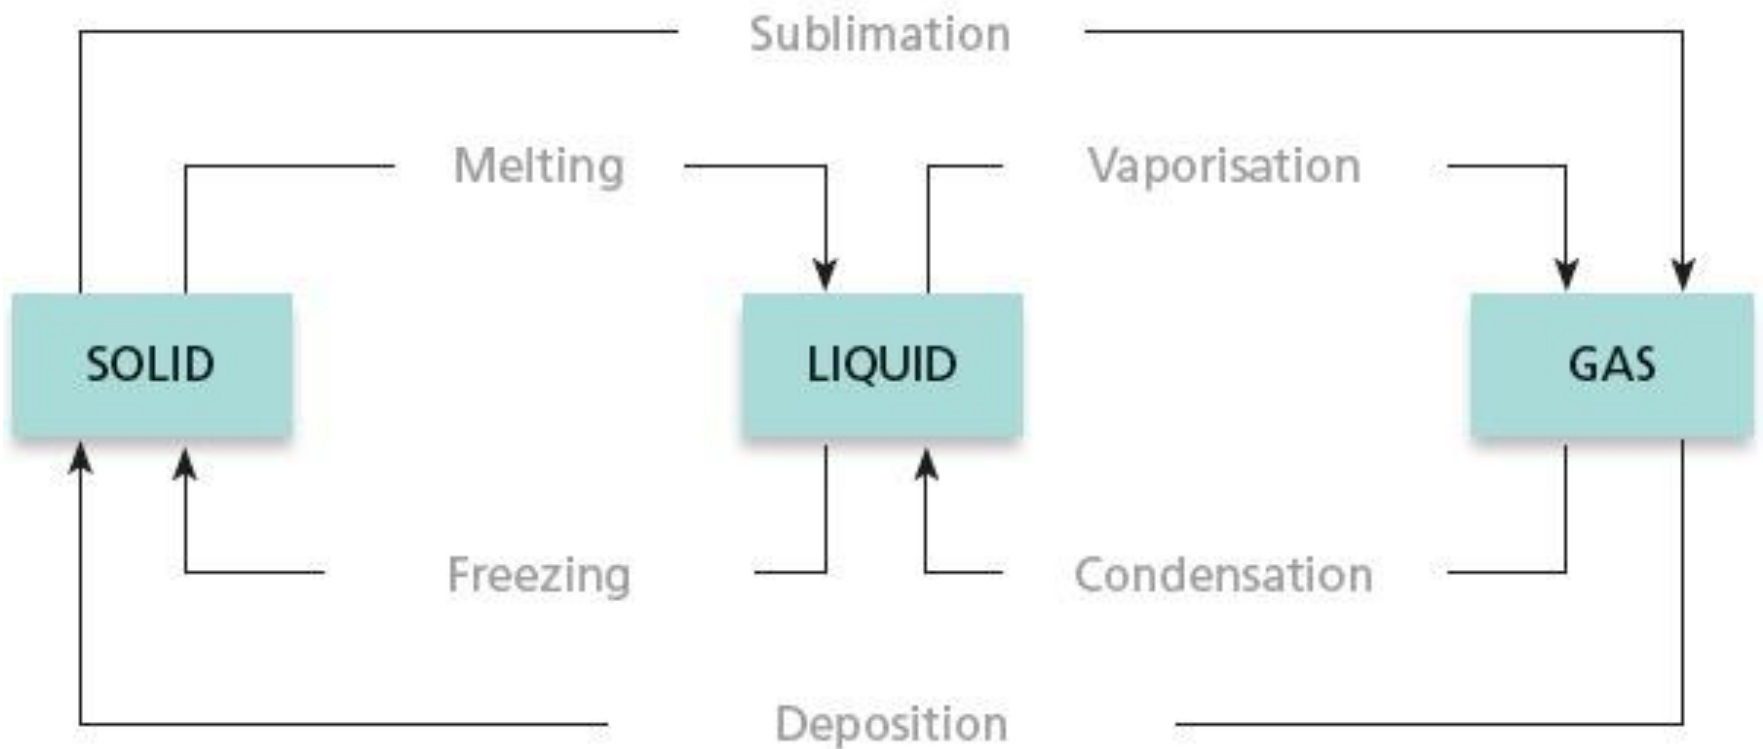 Sublimation
Melting
Vaporisation
SOLID
LIQUID
GAS
Freezing
Condensation
Deposition